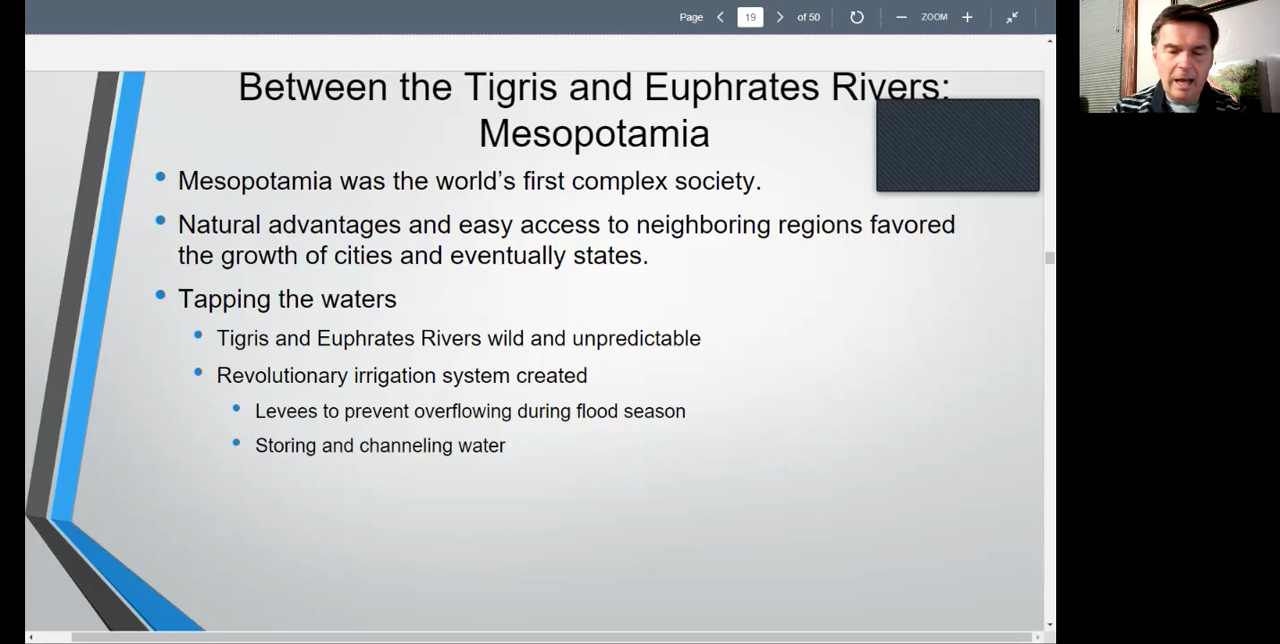 Page 19 of 50 ZOOM
Between the Tigris and Euphrates Rivers:
Mesopotamia
Mesopotamia was the world's first complex society.
Natural advantages and easy access to neighboring regions favored
the growth of cities and eventually states.
Tapping the waters
Tigris and Euphrates Rivers wild and unpredictable
Revolutionary irrigation system created
Levees to prevent overflowing during flood season
Storing and channeling water